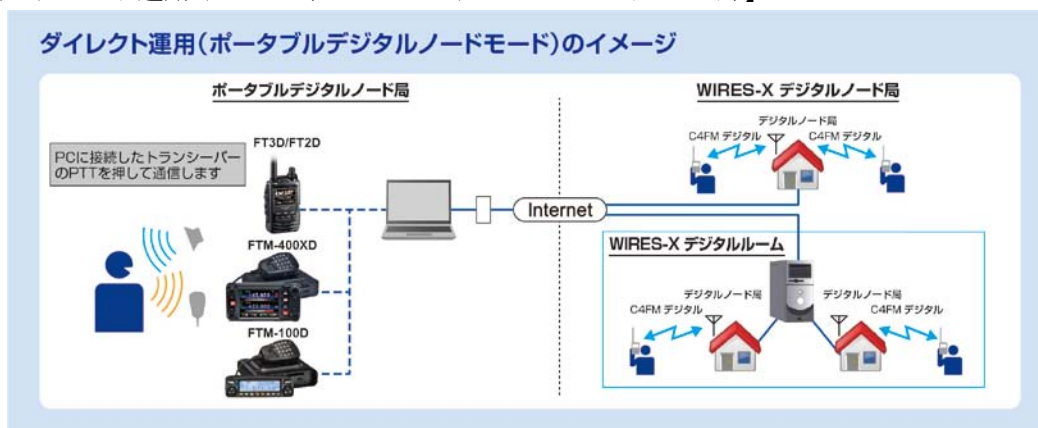 ダイレクト運用(ポータブルデジタルノードモード)のイメージ
ポータブルデジタルノード局
PCに接続したトランシーバー
のPTTを押して通信します
FT3D/FT2D
FTM-400XD
FTM-100D
Internet
WIRES-X デジタルノード局
デジタルノード局
C4FM デジタル
C4FM デジタル
WIRES-X デジタルルーム
デジタルノード局
デジタルノード局
C4FM デジタル
C4FM デジタル